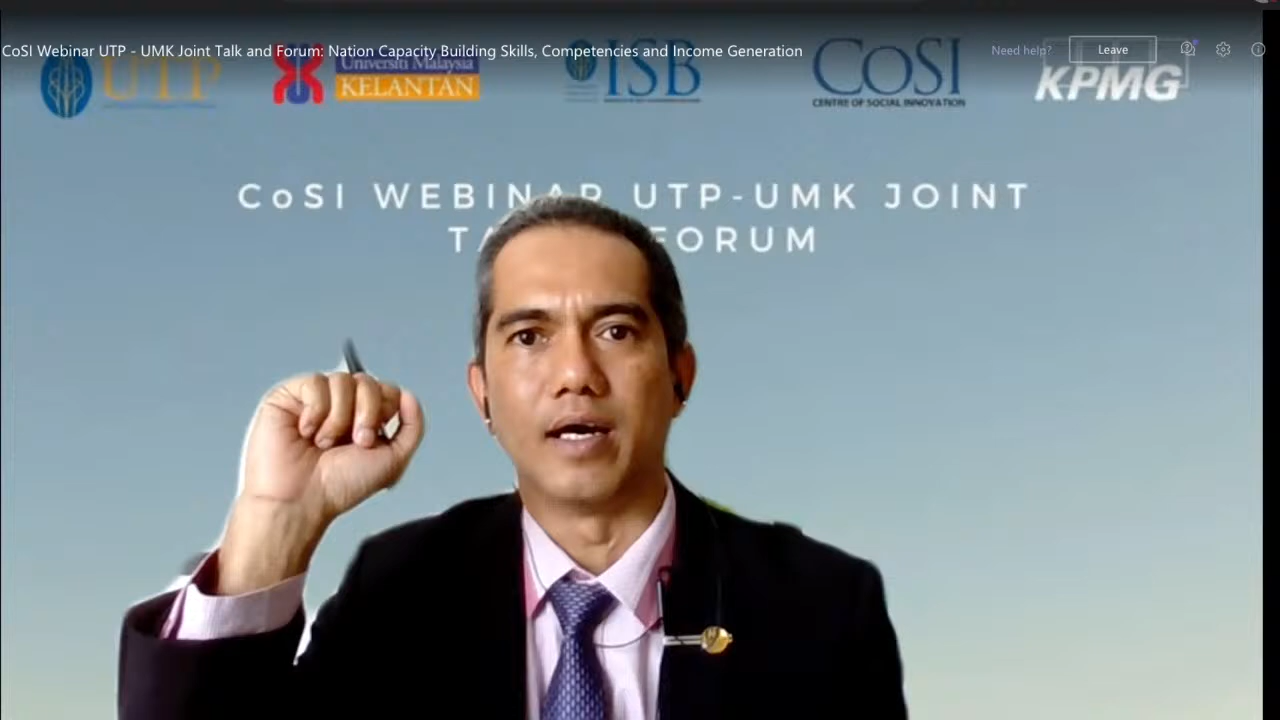 CoSI Webinar UTP - UMK Joint Talk and Forum: Nation Capacity Building Skills, Competencies and Income Generation
Need help?
Leave
UTP
Universiti Malaysia
KELANTAN
ISB
CoSI
CENTRE OF SOCIAL INNOVATION
KPMG
CoSI WEBINAR UTP-UMK JOINT
FORUM